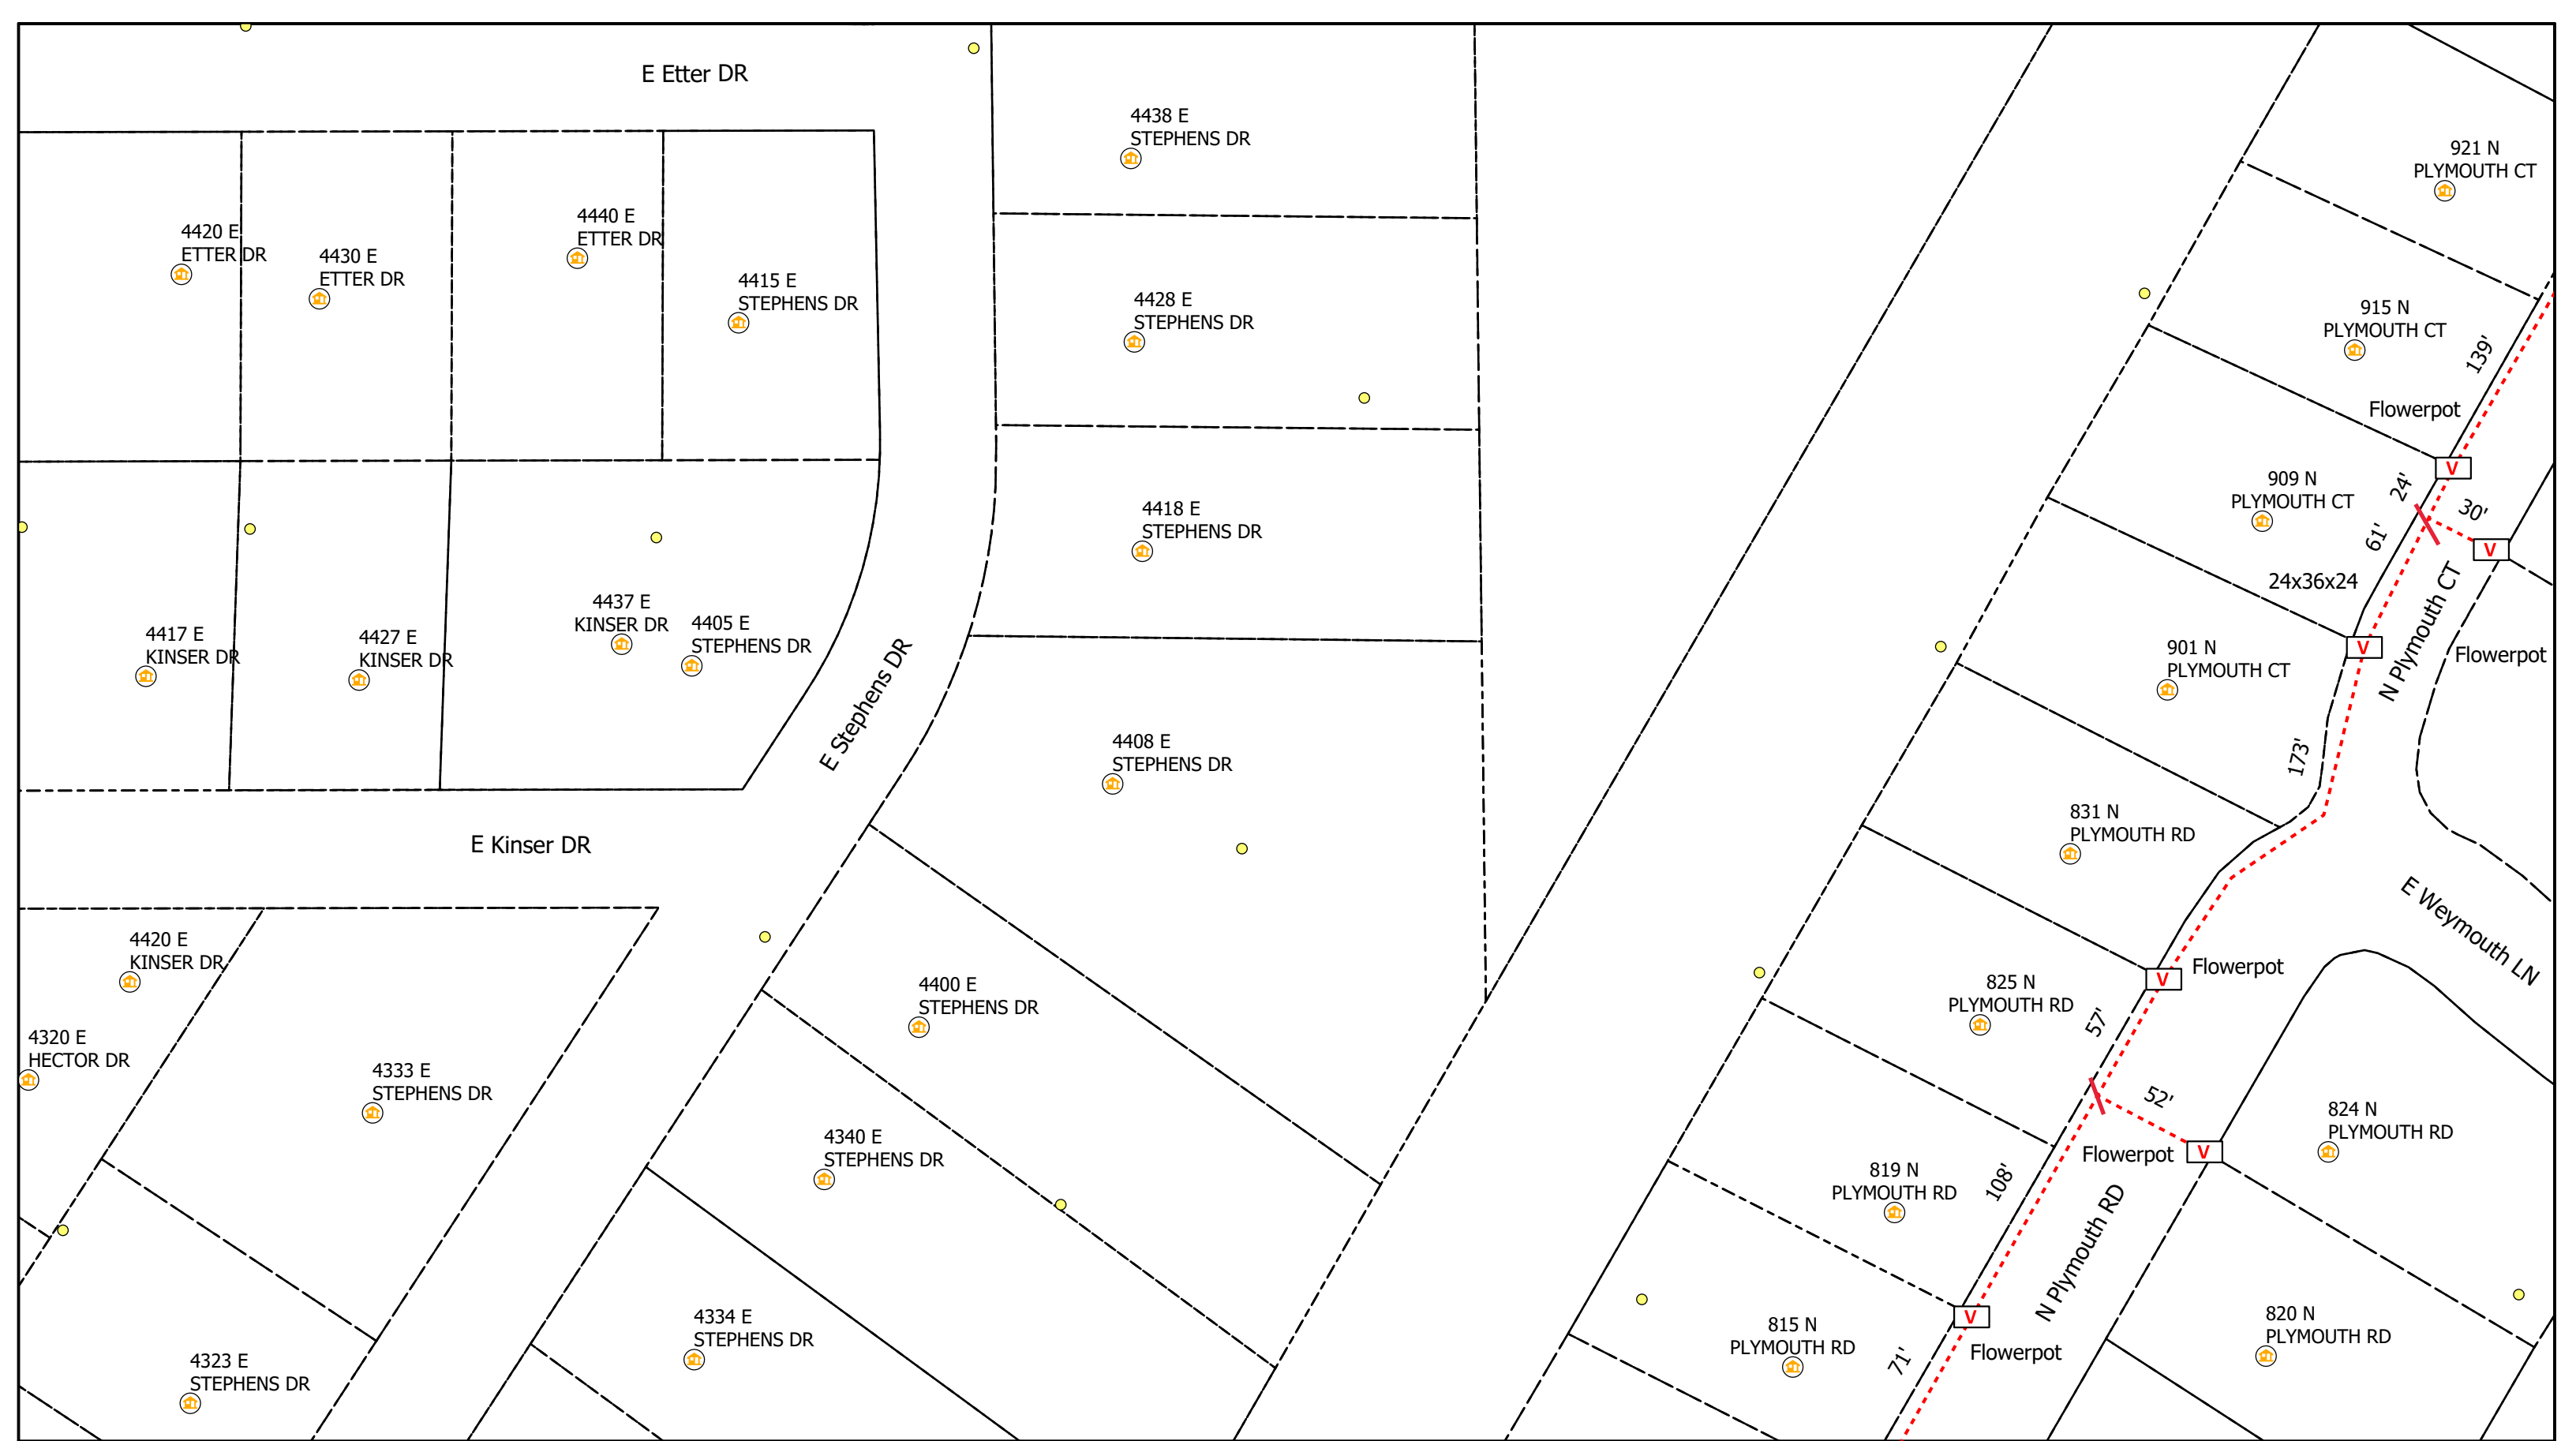 E Etter DR
4438 E
STEPHENS DR
921 N
PLYMOUTH CT
4420 E
ETTER DR
4430 E
ETTER DR
4440 E
ETTER DR
4415 E
STEPHENS DR
4428 E
STEPHENS DR
915 N
PLYMOUTH CT
139'
Flowerpot
V
909 N
PLYMOUTH CT
24'
30'
61'
V
4418 E
STEPHENS DR
24x36x24
V
N Plymouth CT
Flowerpot
4417 E
KINSER DR
4427 E
KINSER DR
4437 E
KINSER DR
4405 E
STEPHENS DR
E Stephens DR
901 N
PLYMOUTH CT
173'
4408 E
STEPHENS DR
831 N
PLYMOUTH RD
E Kinser DR
E Weymouth LN
4420 E
KINSER DR
4400 E
STEPHENS DR
825 N
PLYMOUTH RD
V
Flowerpot
57'
4320 E
HECTOR DR
4333 E
STEPHENS DR
52'
824 N
PLYMOUTH RD
4340 E
STEPHENS DR
Flowerpot
V
819 N
PLYMOUTH RD
108'
N Plymouth RD
4334 E
STEPHENS DR
815 N
PLYMOUTH RD
V
Flowerpot
71'
820 N
PLYMOUTH RD
4323 E
STEPHENS DR